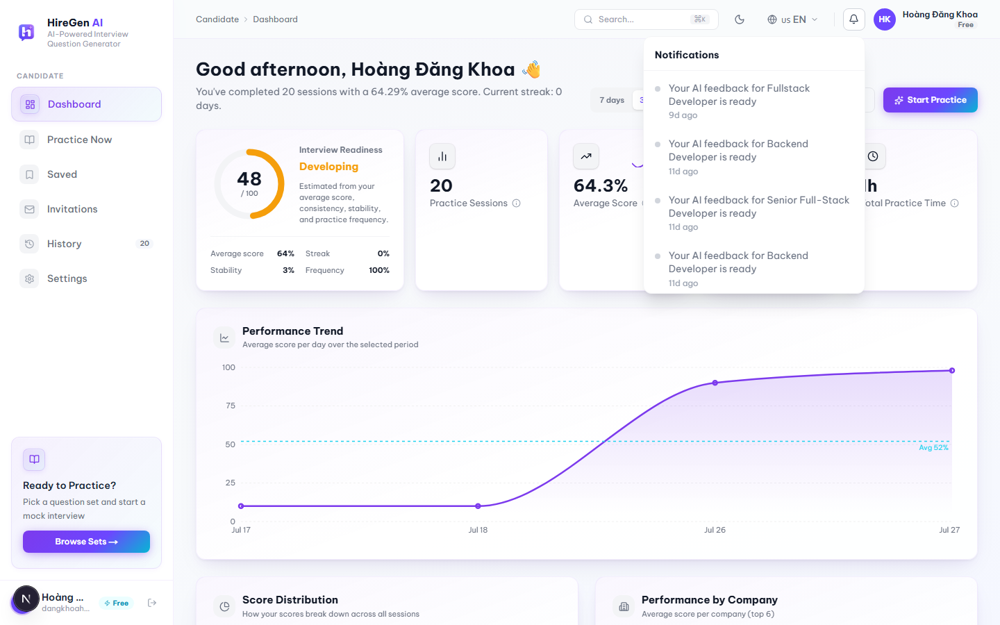 HireGen AI
AI-Powered Interview
Question Generator
CANDIDATE
Dashboard
Practice Now
Saved
Invitations
History 20
Settings
Ready to Practice?
Pick a question set and start a
mock interview
Browse Sets →
N
Hoàng ...
dangkhoah...
Free
Candidate > Dashboard
Search...
⌘K
US EN
HK
Hoàng Đăng Khoa
Free
Good afternoon, Hoàng Đăng Khoa 👋
You've completed 20 sessions with a 64.29% average score. Current streak: 0
days.
7 days
Start Practice
Notifications
Your AI feedback for Fullstack
Developer is ready
9d ago
Your AI feedback for Backend
Developer is ready
11d ago
Your AI feedback for Senior Full-Stack
Developer is ready
11d ago
Your AI feedback for Backend
Developer is ready
11d ago
48
/ 100
Interview Readiness
Developing
Estimated from your
average score,
consistency, stability,
and practice frequency.
Average score 64% Streak 0%
Stability 3% Frequency 100%
20
Practice Sessions
64.3%
Average Score
Practice Time
Performance Trend
Average score per day over the selected period
100
75
50
25
0
Avg 52%
Jul 17 Jul 18 Jul 26 Jul 27
Score Distribution
How your scores break down across all sessions
Performance by Company
Average score per company (top 6)